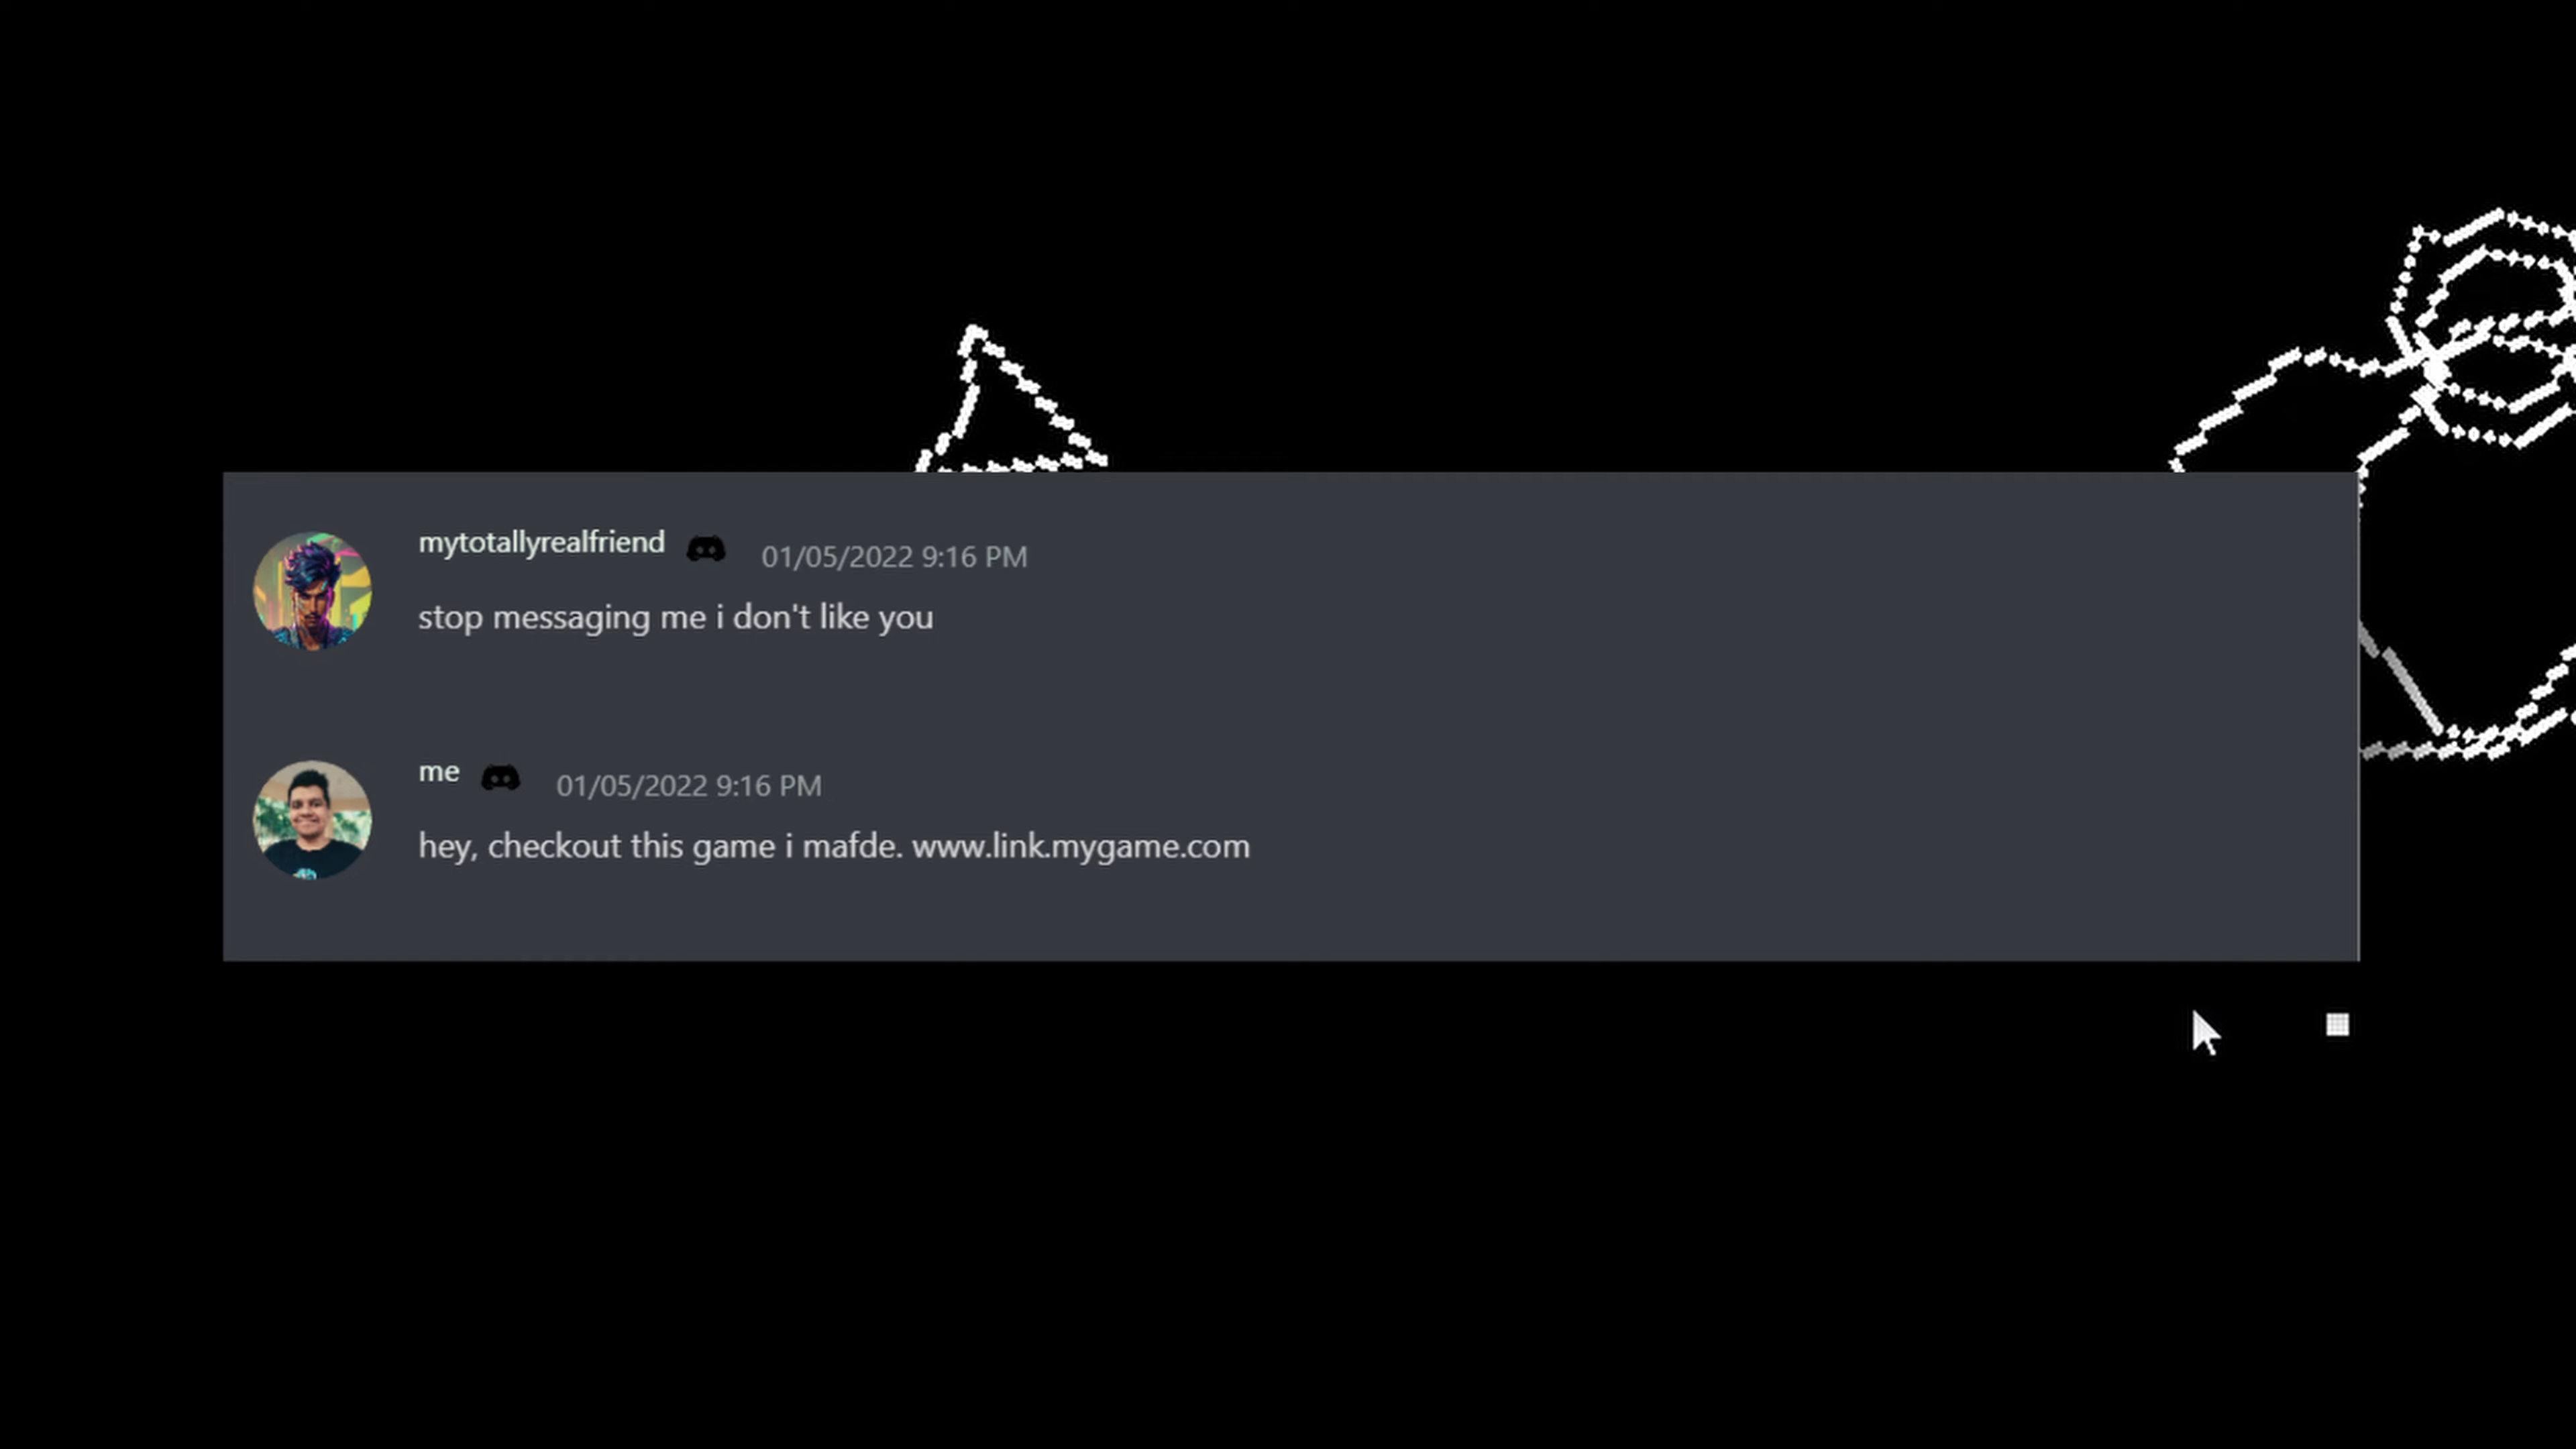 mytotallyrealfriend 01/05/2022 9:16 PM
stop messaging me i don't like you
me 01/05/2022 9:16 PM
hey, checkout this game i mafde. www.link.mygame.com